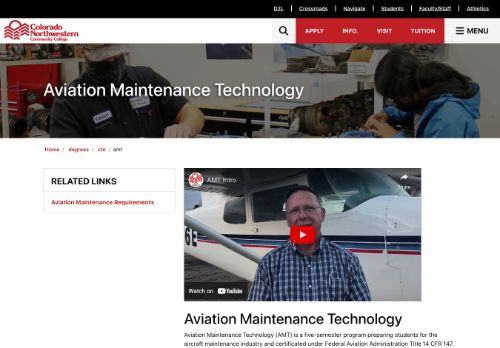 D2L
Crossroads
Navigate
Students
Faculty/Staff
Athletics
Colorado
Northwestern
Community College
APPLY
INFO.
VISIT
TUITION
MENU
Aviation Maintenance Technology
Home / degrees / cte / amt
RELATED LINKS
Aviation Maintenance Requirements
AMT Intro
Share
6E
Watch on YouTube
Aviation Maintenance Technology
Aviation Maintenance Technology (AMT) is a five-semester program preparing students for the
aircraft maintenance industry and certificated under Federal Aviation Administration Title 14 CFR 147.